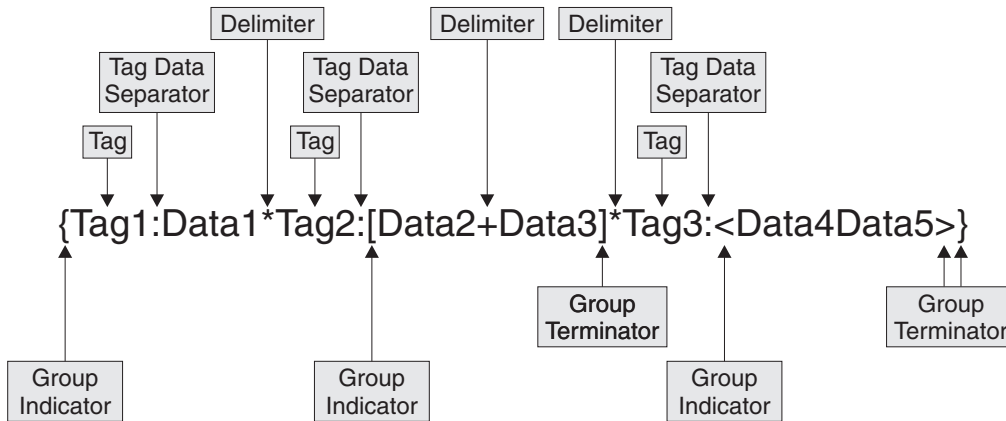 Delimiter
Delimiter
Delimiter
Tag Data
Separator
Tag Data
Separator
Tag Data
Separator
Tag
Tag
Tag
{Tag1:Data1*Tag2:[Data2+Data3]*Tag3:<Data4Data5>}
Group
Terminator
Group
Terminator
Group
Indicator
Group
Indicator
Group
Indicator